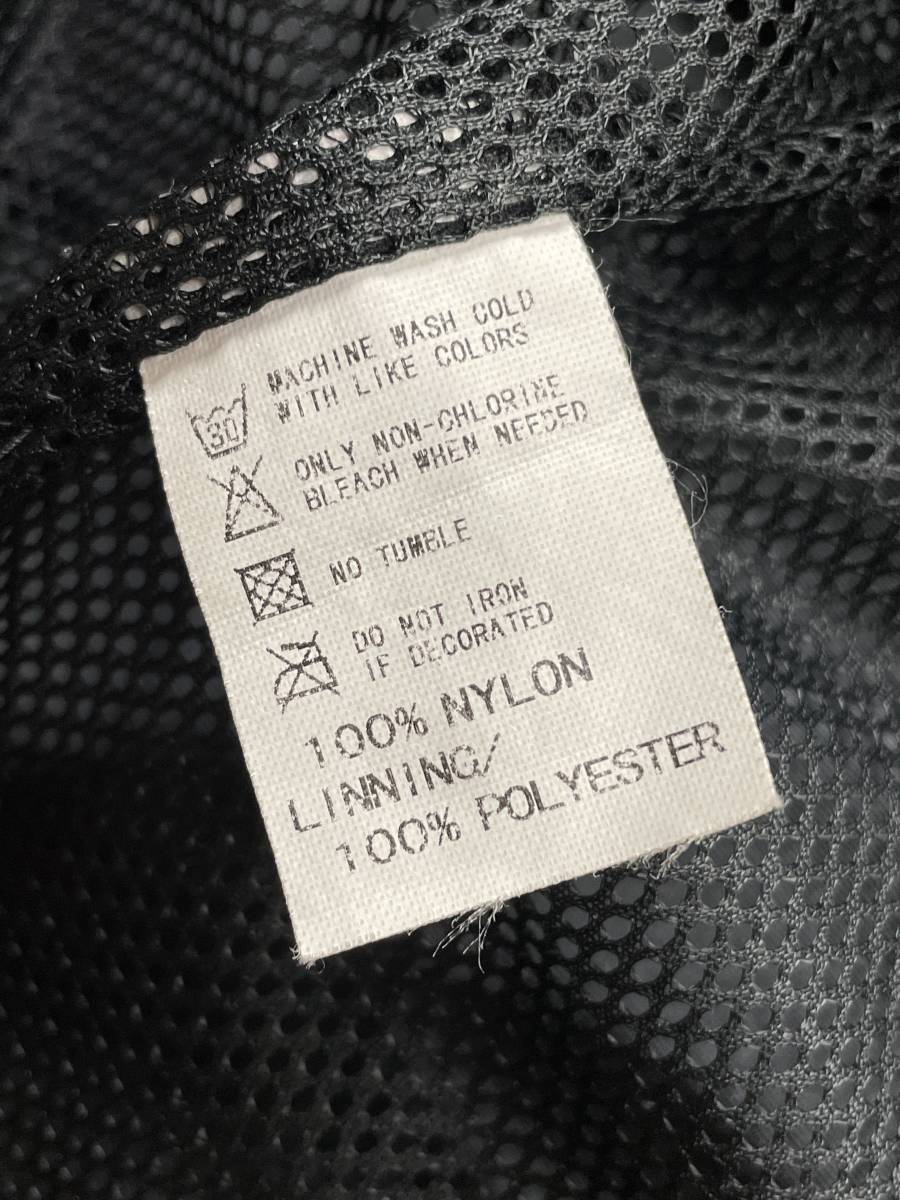 MACHINE WASH COLD
WITH LIKE COLORS
30
ONLY NON-CHLORINE
BLEACH WHEN NEEDED
NO TUMBLE
DO NOT IRON
IF DECORATED
100% NYLON
LINNING/
100% POLYESTER